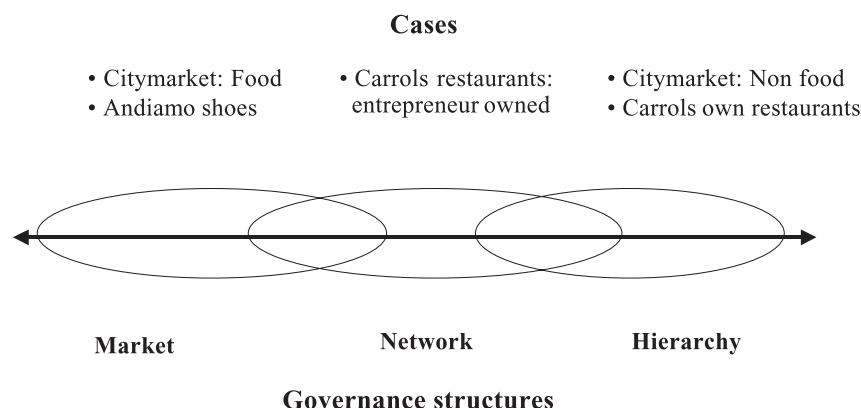 Cases
• Citymarket: Food
• Andiamo shoes
• Carrols restaurants:
entrepreneur owned
• Citymarket: Non food
• Carrols own restaurants
Market
Network
Hierarchy
Governance structures